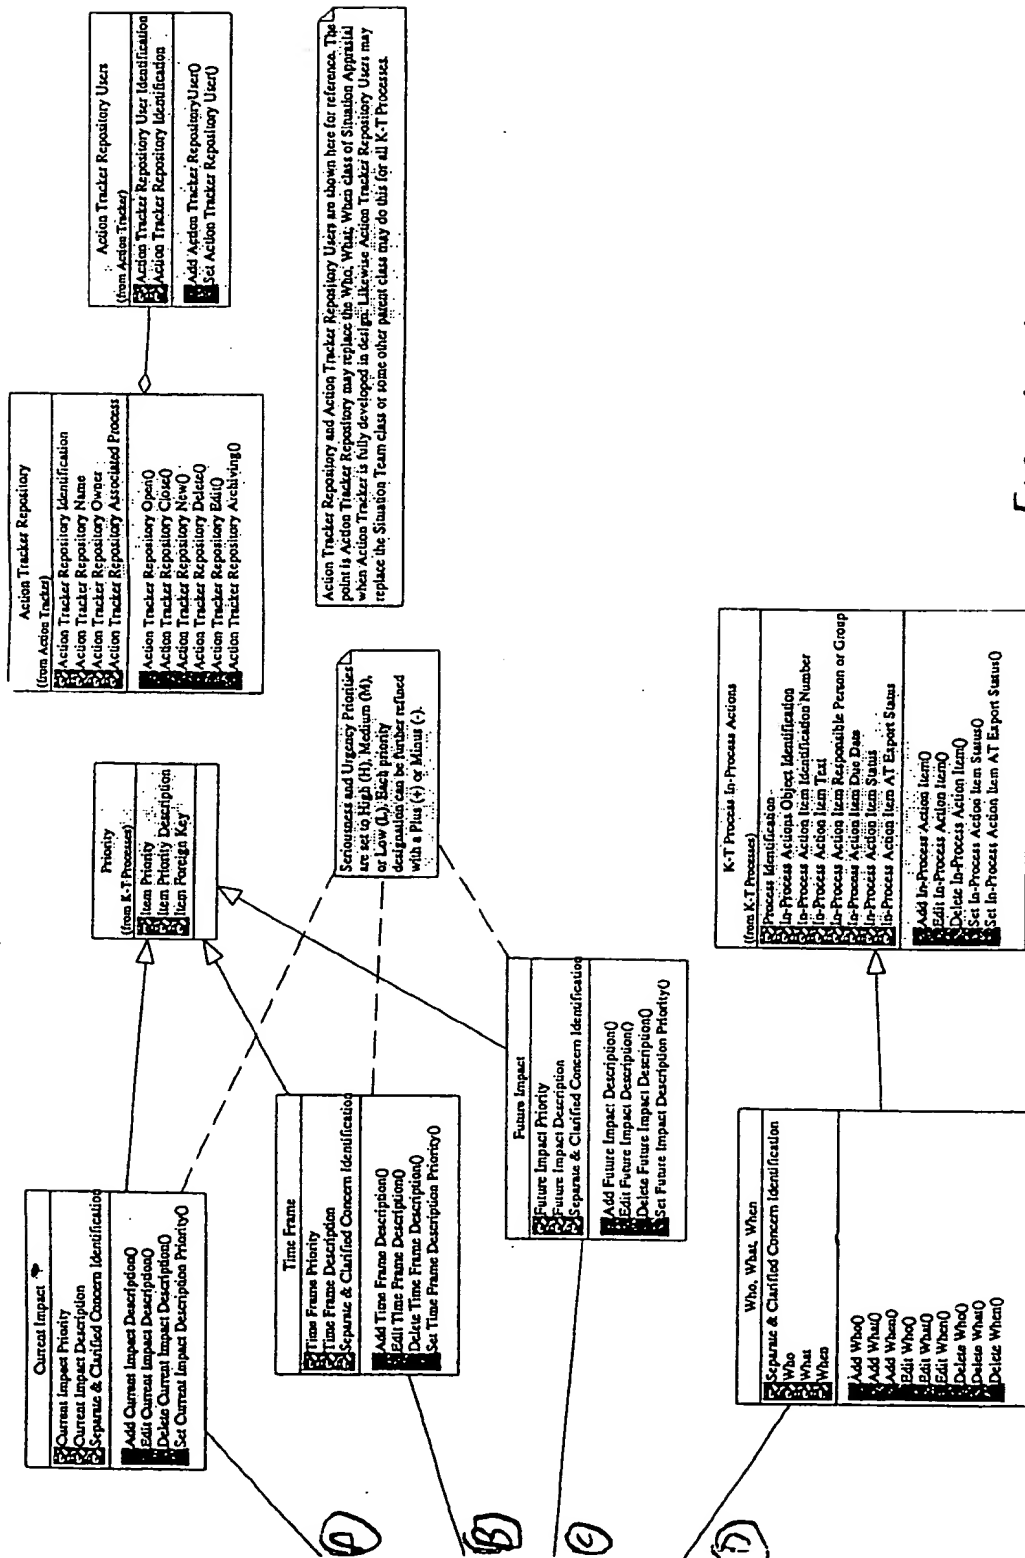 Current Impact
Current Impact Priority
Current Impact Description
Separate & Clarified Concern Identification
Add Current Impact Description()
Edit Current Impact Description()
Delete Current Impact Description()
Set Current Impact Description Priority()
Time Frame
Time Frame Priority
Time Frame Description
Separate & Clarified Concern Identification
Add Time Frame Description()
Edit Time Frame Description()
Delete Time Frame Description()
Set Time Frame Description Priority()
Future Impact
Future Impact Priority
Future Impact Description
Separate & Clarified Concern Identification
Add Future Impact Description()
Edit Future Impact Description()
Delete Future Impact Description()
Set Future Impact Description Priority()
Who, What, When
Separate & Clarified Concern Identification
Who
What
When
Add Who()
Add What()
Add When()
Edit Who()
Edit What()
Edit When()
Delete Who()
Delete What()
Delete When()
A
B
C
D
Priority
(from K-T Processes)
Item Priority
Item Priority Description
Item Foreign Key
Seriousness and Urgency Priorities
are set to High (H), Medium (M),
or Low (L). Each priority
designation can be further refined
with a Plus (+) or Minus (-).
K-T Process In-Process Actions
(from K-T Processes)
Process Identification
In-Process Actions Object Identification
In-Process Action Item Identification Number
In-Process Action Item Text
In-Process Action Item Responsible Person or Group
In-Process Action Item Due Date
In-Process Action Item Status
In-Process Action Item AT Export Status
Add In-Process Action Item()
Edit In-Process Action Item()
Delete In-Process Action Item()
Set In-Process Action Item Status()
Set In-Process Action Item AT Export Status()
Action Tracker Repository
(from Action Tracker)
Action Tracker Repository Identification
Action Tracker Repository Name
Action Tracker Repository Owner
Action Tracker Repository Associated Process
Action Tracker Repository Open()
Action Tracker Repository Close()
Action Tracker Repository New()
Action Tracker Repository Delete()
Action Tracker Repository Edit()
Action Tracker Repository Archiving()
Action Tracker Repository Users
(from Action Tracker)
Action Tracker Repository User Identification
Action Tracker Repository Identification
Add Action Tracker RepositoryUser()
Set Action Tracker Repository User()
Action Tracker Repository and Action Tracker Repository Users are shown here for reference. The
point is Action Tracker Repository may replace the Who, What, When class of Situation Appraisal
when Action Tracker is fully developed in design. Likewise Action Tracker Repository Users may
replace the Situation Team class or some other parent class may do this for all K-T Processes.